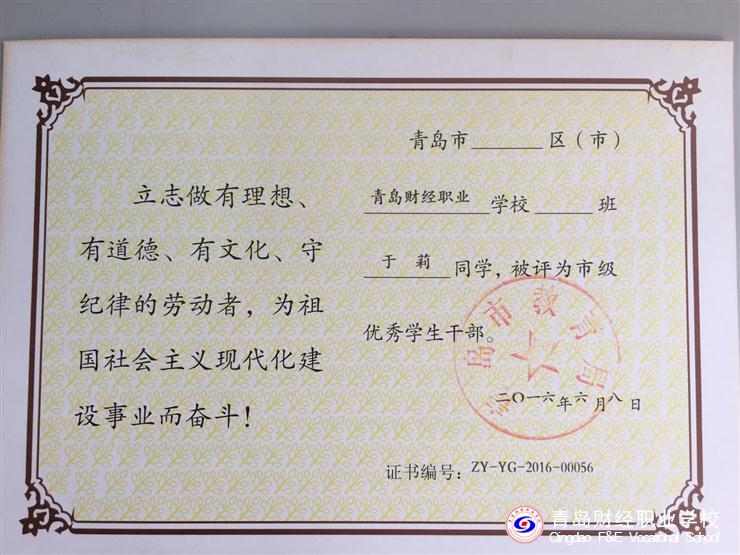 立志做有理想、
有道德、有文化、守
纪律的劳动者，为祖
国社会主义现代化建
设事业而奋斗！
青岛市______区（市）
青岛财经职业学校______班
于 莉 同学，被评为市级
优秀学生干部。
青岛市教育局
二〇一六年六月八日
证书编号：ZY-YG-2016-00056
青岛财经职业学校
Qingdao F&E Vocational School